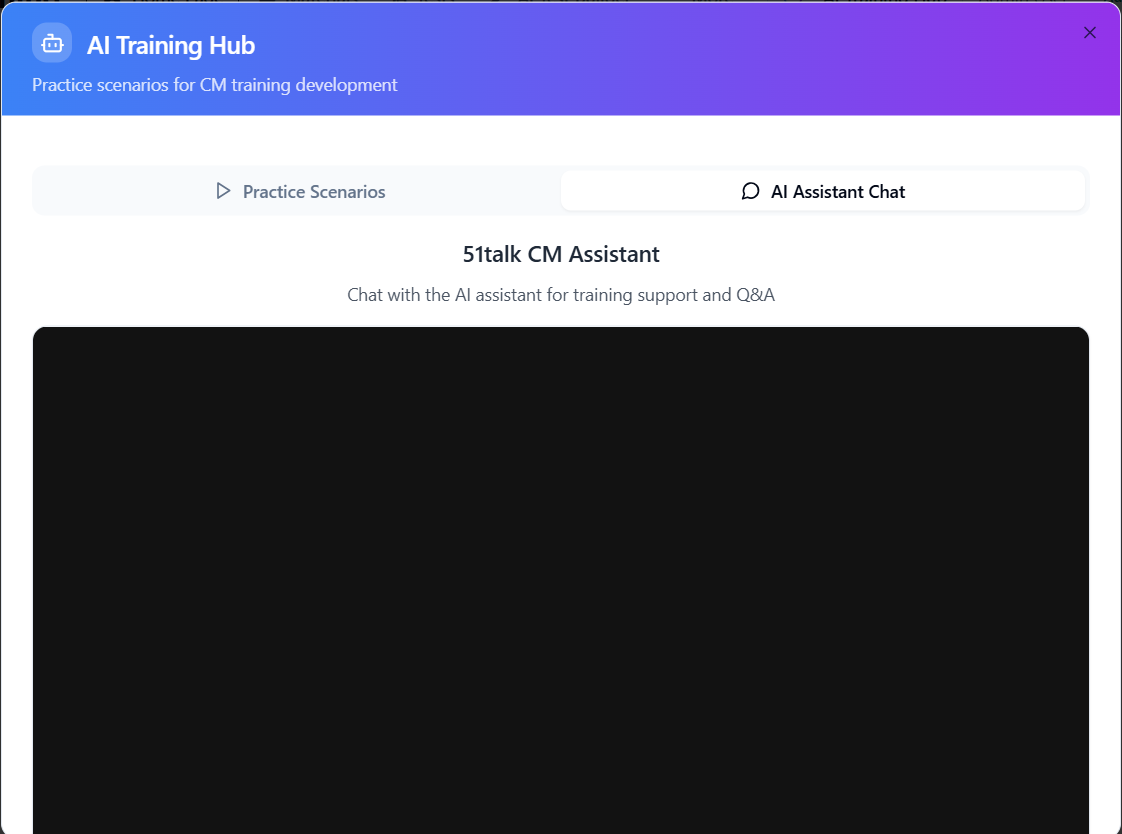 AI Training Hub
Practice scenarios for CM training development
Practice Scenarios
AI Assistant Chat
51talk CM Assistant
Chat with the AI assistant for training support and Q&A